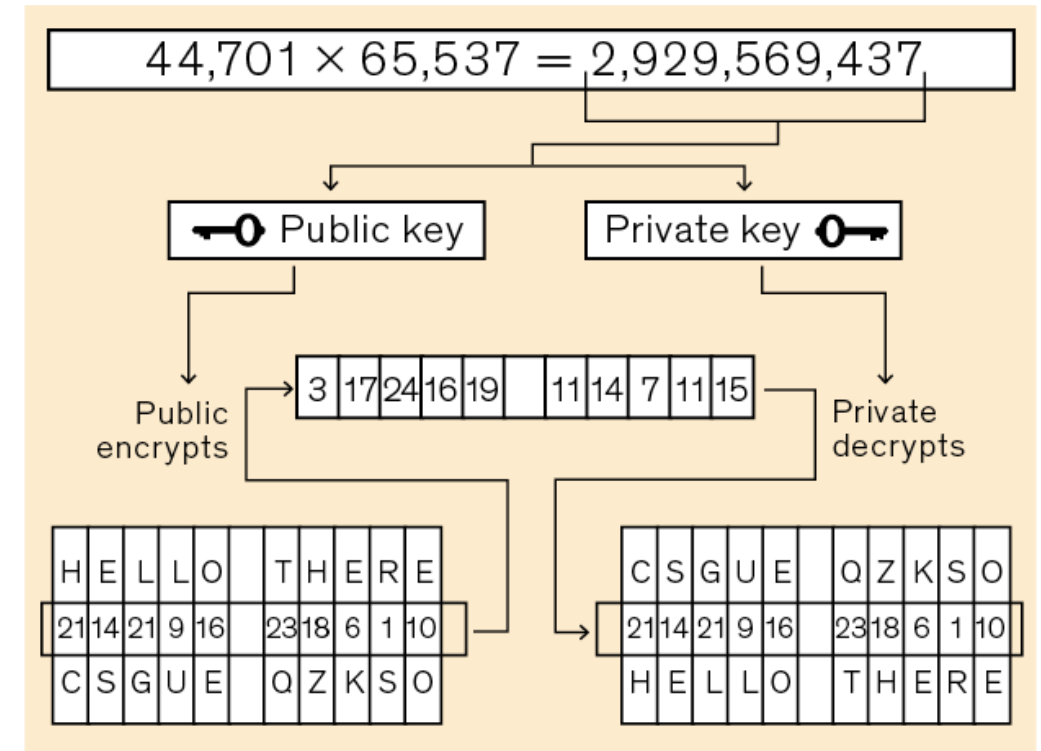 44,701 × 65,537 = 2,929,569,437
Public key
Private key
3 17 24 16 19 11 14 7 11 15
Public
encrypts
Private
decrypts
H E L L O T H E R E
21 14 21 9 16 23 18 6 1 10
C S G U E Q Z K S O
C S G U E Q Z K S O
21 14 21 9 16 23 18 6 1 10
H E L L O T H E R E